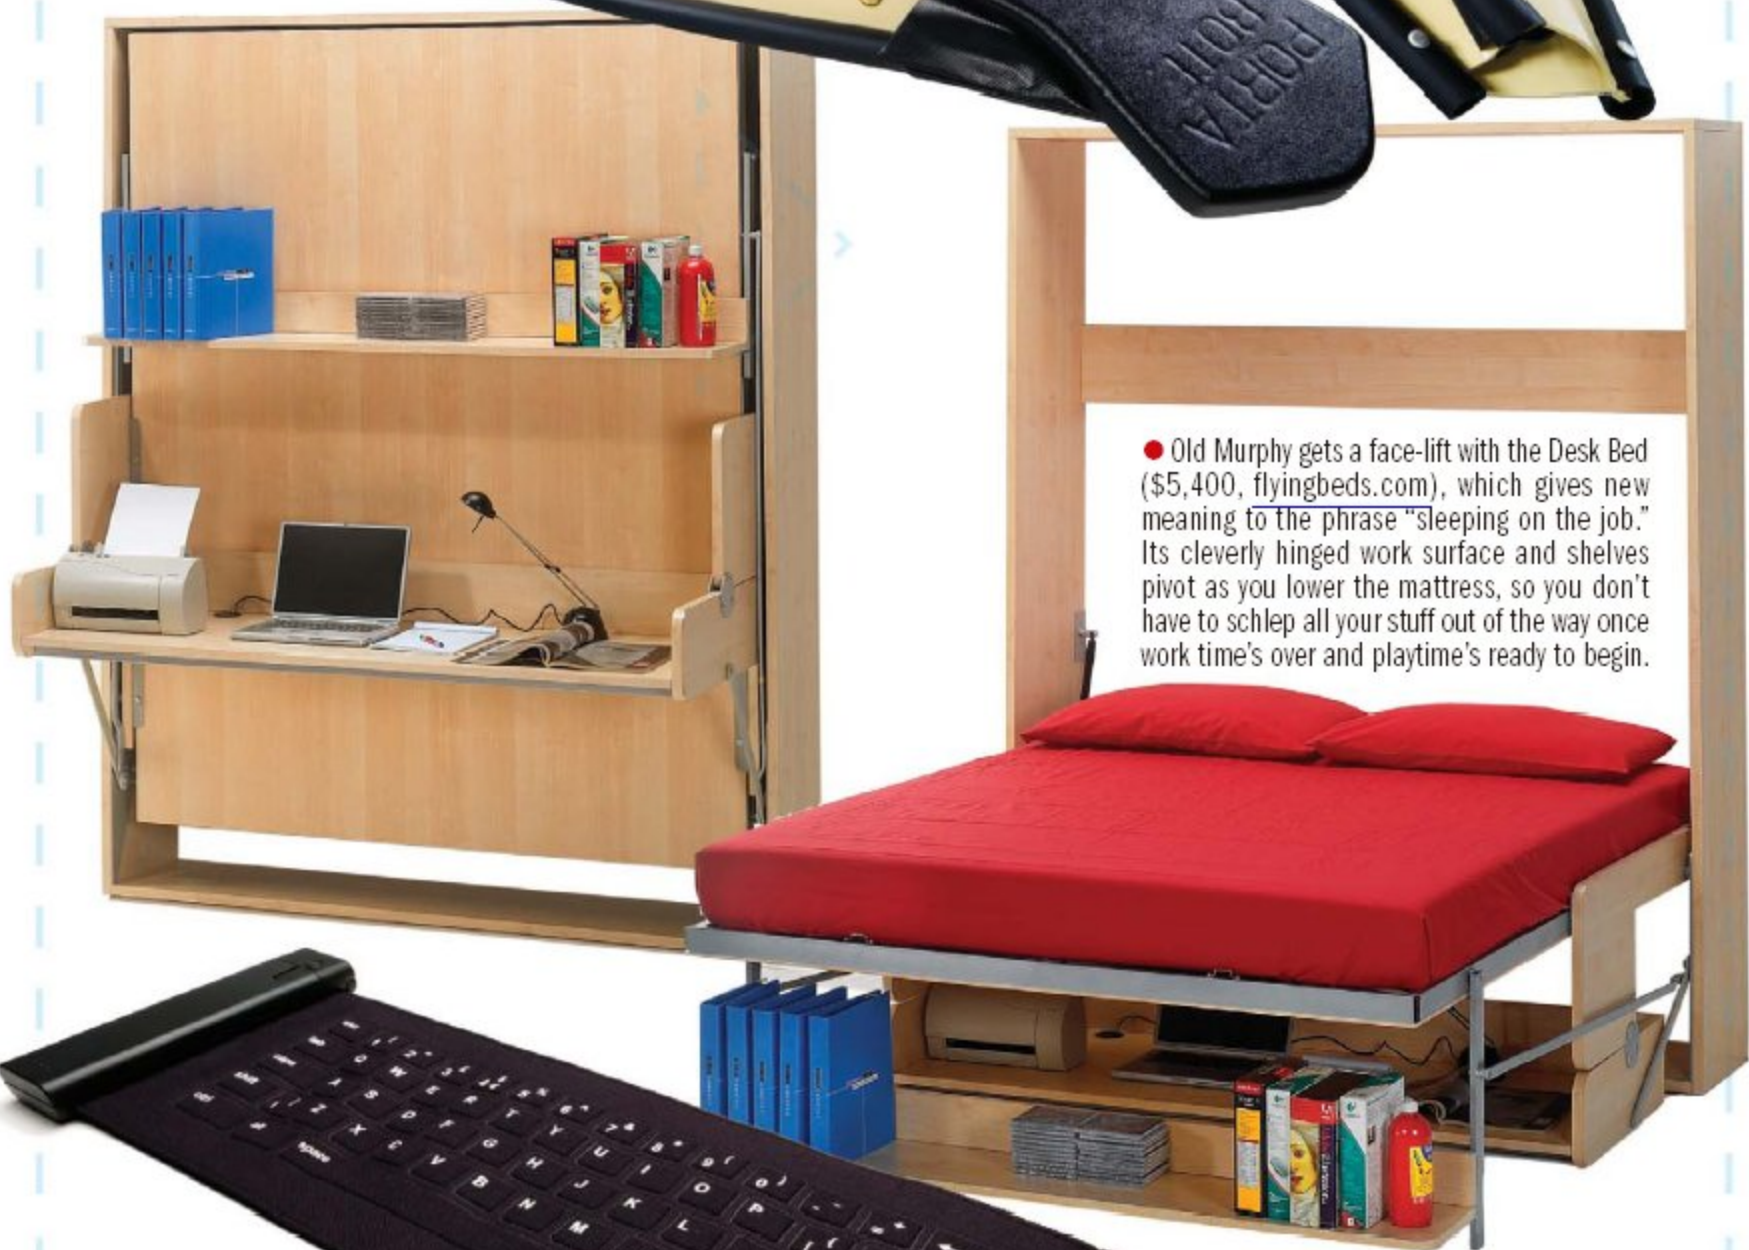 PORTA
● Old Murphy gets a face-lift with the Desk Bed
($5,400, flyingbeds.com), which gives new
meaning to the phrase “sleeping on the job.”
Its cleverly hinged work surface and shelves
pivot as you lower the mattress, so you don't
have to schlep all your stuff out of the way once
work time's over and playtime's ready to begin.
Q W E R T Y U I O P
A S D F G H J K L
Z X C V B N M
space